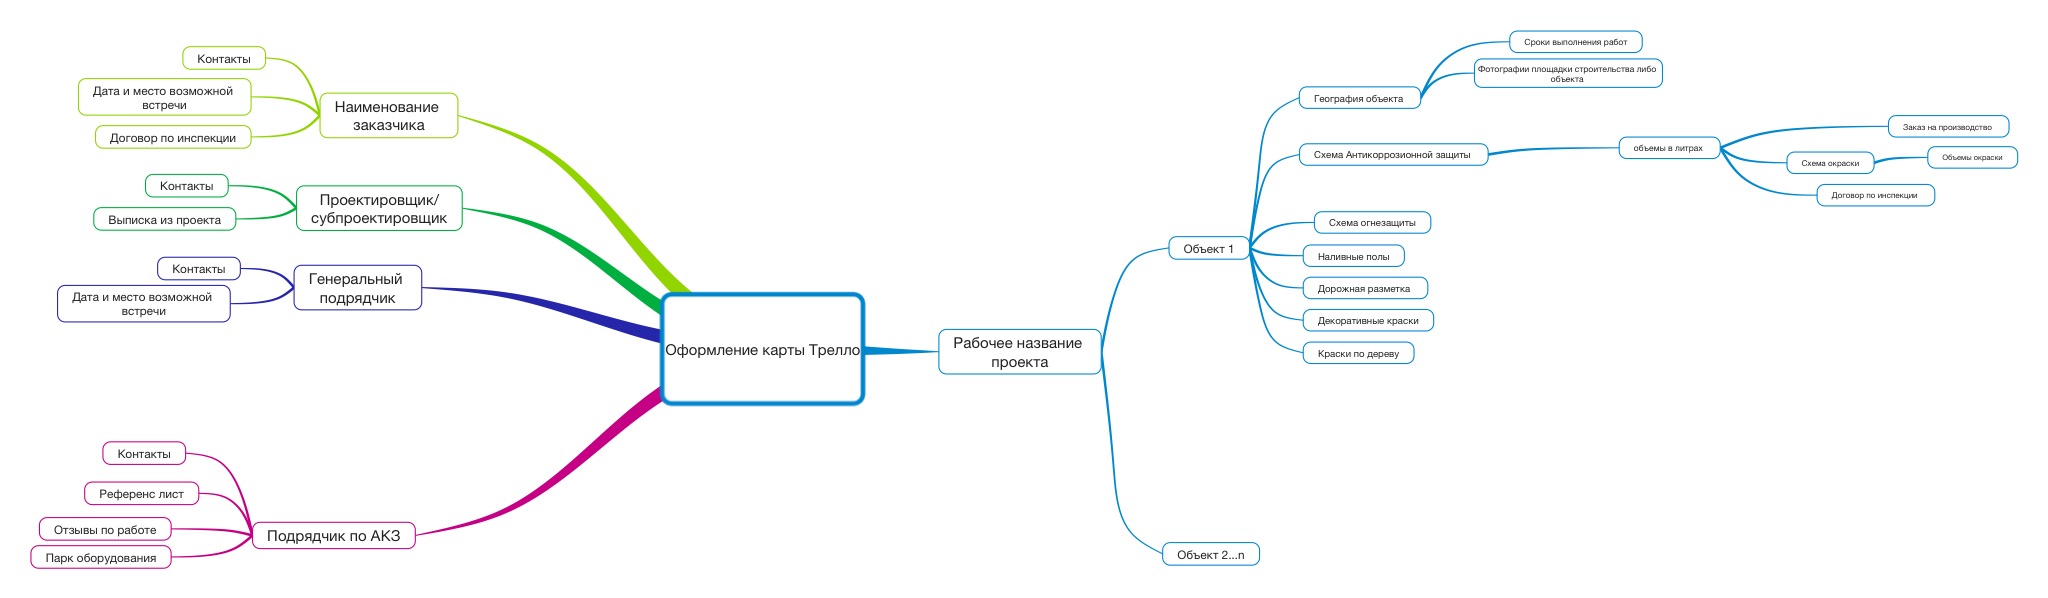 Контакты
Дата и место возможной
встречи
Договор по инспекции
Наименование
заказчика
Контакты
Выписка из проекта
Проектировщик/
субпроектировщик
Контакты
Дата и место возможной
встречи
Генеральный
подрядчик
Контакты
Референс лист
Отзывы по работе
Парк оборудования
Подрядчик по АКЗ
Оформление карты Трелло
Рабочее название
проекта
Объект 1
География объекта
Сроки выполнения работ
Фотографии площадки строительства либо
объекта
Схема Антикоррозионной защиты
объемы в литрах
Заказ на производство
Схема окраски
Объемы окраски
Договор по инспекции
Схема огнезащиты
Наливные полы
Дорожная разметка
Декоративные краски
Краски по дереву
Объект 2...n